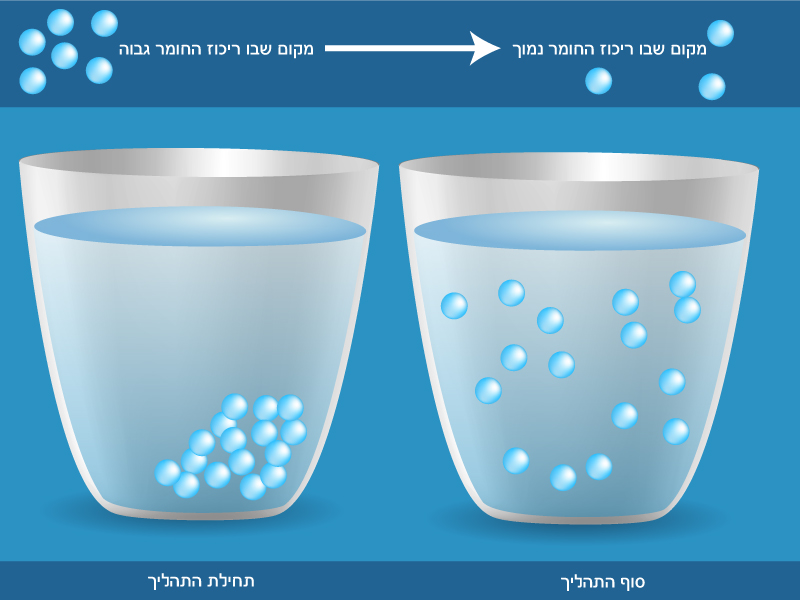 מקום שבו ריכוז החומר גבוה
מקום שבו ריכוז החומר נמוך
תחילת התהליך
סוף התהליך